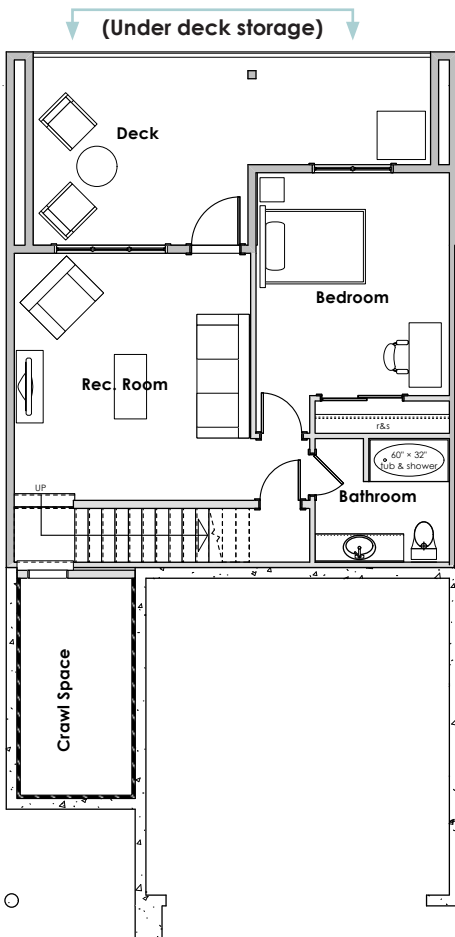 (Under deck storage)
Deck
Bedroom
Rec. Room
r&s
60" × 32"
tub & shower
UP
Bathroom
Crawl Space